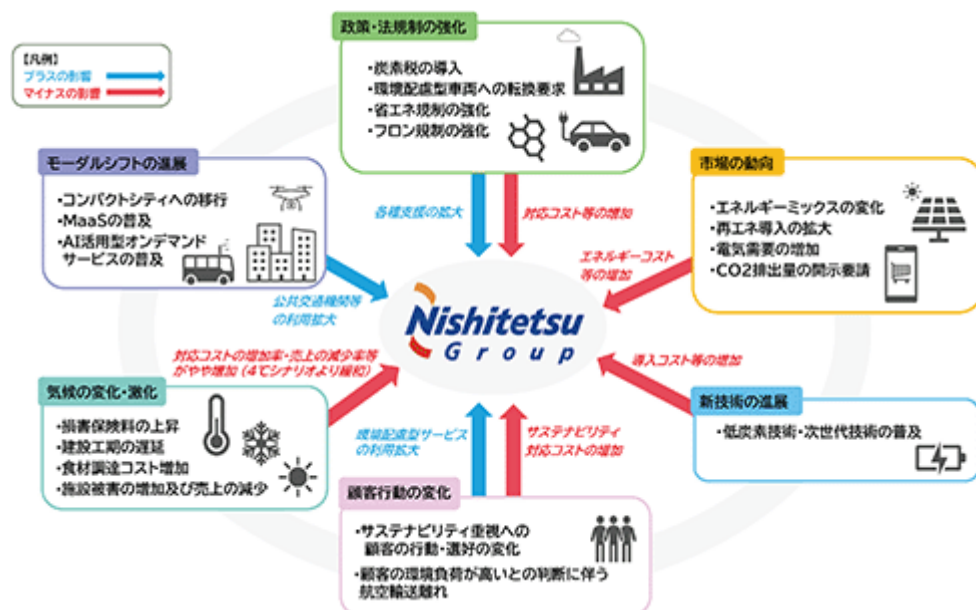 【凡例】
プラスの影響
マイナスの影響
政策・法規制の強化
・炭素税の導入
・環境配慮型車両への転換要求
・省エネ規制の強化
・フロン規制の強化
モーダルシフトの進展
・コンパクトシティへの移行
・MaaSの普及
・AI活用型オンデマンド
サービスの普及
市場の動向
・エネルギーミックスの変化
・再エネ導入の拡大
・電気需要の増加
・CO2排出量の開示要請
各種支援の拡大
対応コスト等の増加
エネルギーコスト
等の増加
公共交通機関等
の利用拡大
Nishitetsu
Group
対応コストの増加率・売上の減少率等
がやや増加(4℃シナリオより緩和)
導入コスト等の増加
気候の変化・激化
・損害保険料の上昇
・建設工期の遅延
・食材調達コスト増加
・施設被害の増加及び売上の減少
新技術の進展
・低炭素技術・次世代技術の普及
環境配慮型サービス
の利用拡大
サステナビリティ
対応コストの増加
顧客行動の変化
・サステナビリティ重視への
顧客の行動・選好の変化
・顧客の環境負荷が高いとの判断に伴う
航空輸送離れ